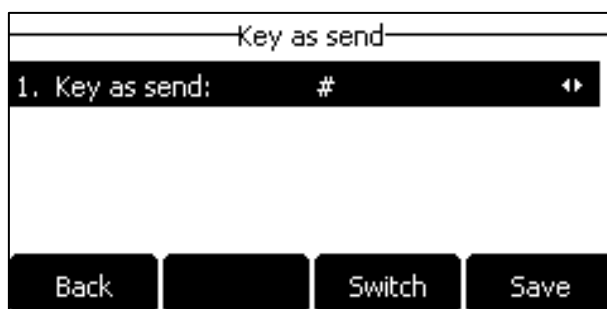 Key as send
1. Key as send: #
Back Switch Save